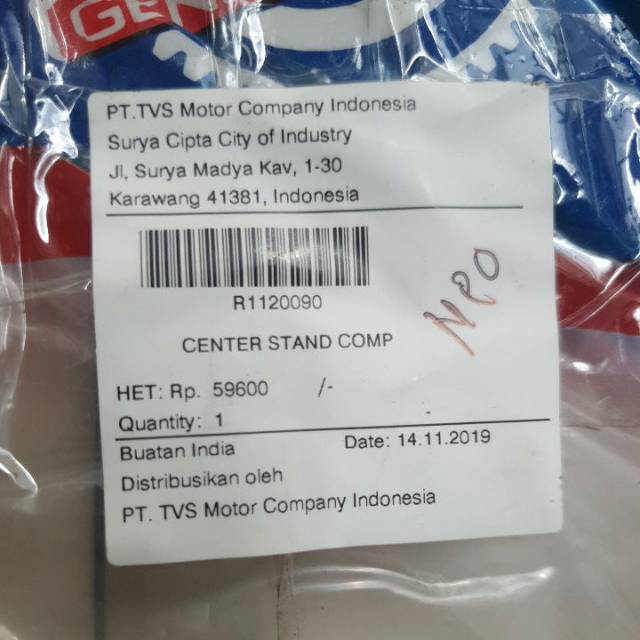 PT.TVS Motor Company Indonesia
Surya Cipta City of Industry
Jl, Surya Madya Kav, 1-30
Karawang 41381, Indonesia
R1120090
NPO
CENTER STAND COMP
HET: Rp. 59600 /-
Quantity: 1 -
Buatan India Date: 14.11.2019
Distribusikan oleh
PT. TVS Motor Company Indonesia